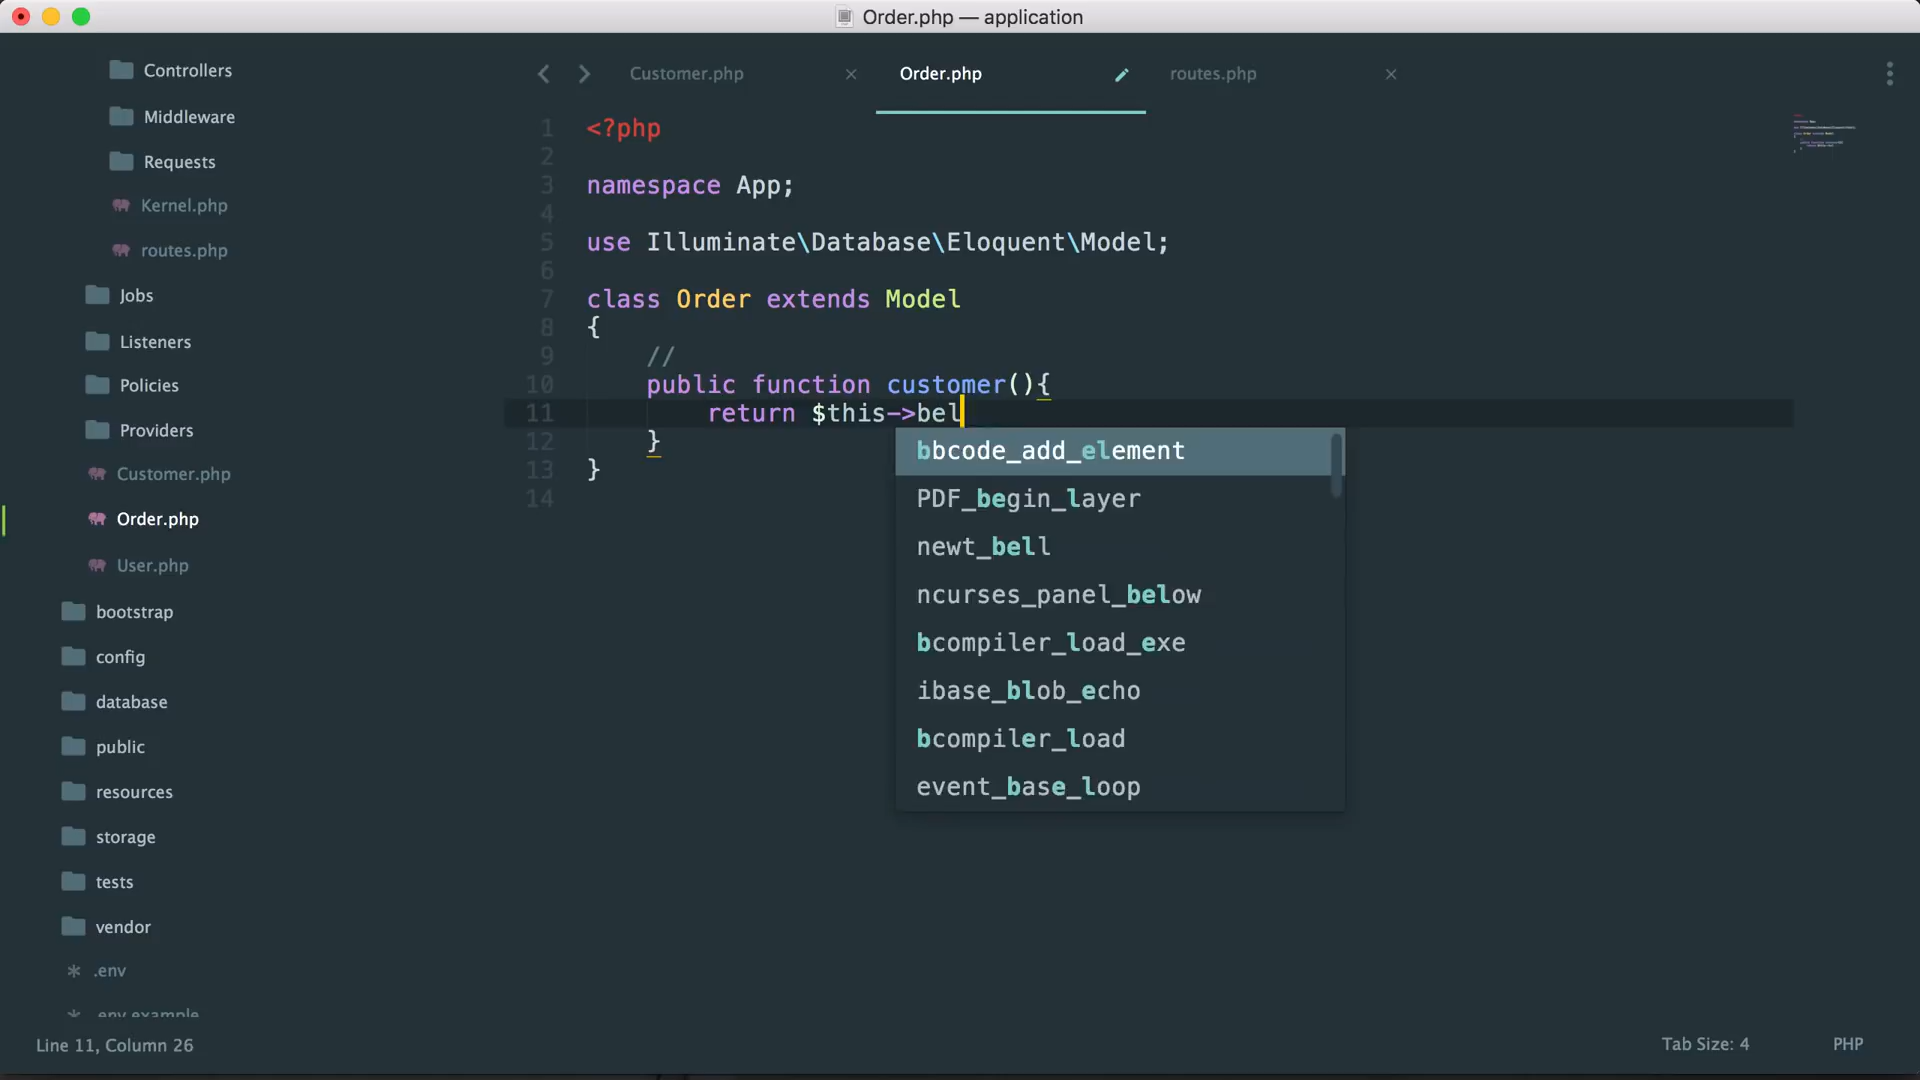 Order.php — application
Controllers
Middleware
Requests
Kernel.php
routes.php
Jobs
Listeners
Policies
Providers
Customer.php
Order.php
User.php
bootstrap
config
database
public
resources
storage
tests
vendor
.env
.env.example
Customer.php
Order.php
routes.php
1 <?php
2
3 namespace App;
4
5 use Illuminate\Database\Eloquent\Model;
6
7 class Order extends Model
8 {
9 //
10 public function customer(){
11 return $this->bel
12 }
13 }
14
bbcode_add_element
PDF_begin_layer
newt_bell
ncurses_panel_below
bcompiler_load_exe
ibase_blob_echo
bcompiler_load
event_base_loop
Line 11, Column 26
Tab Size: 4
PHP